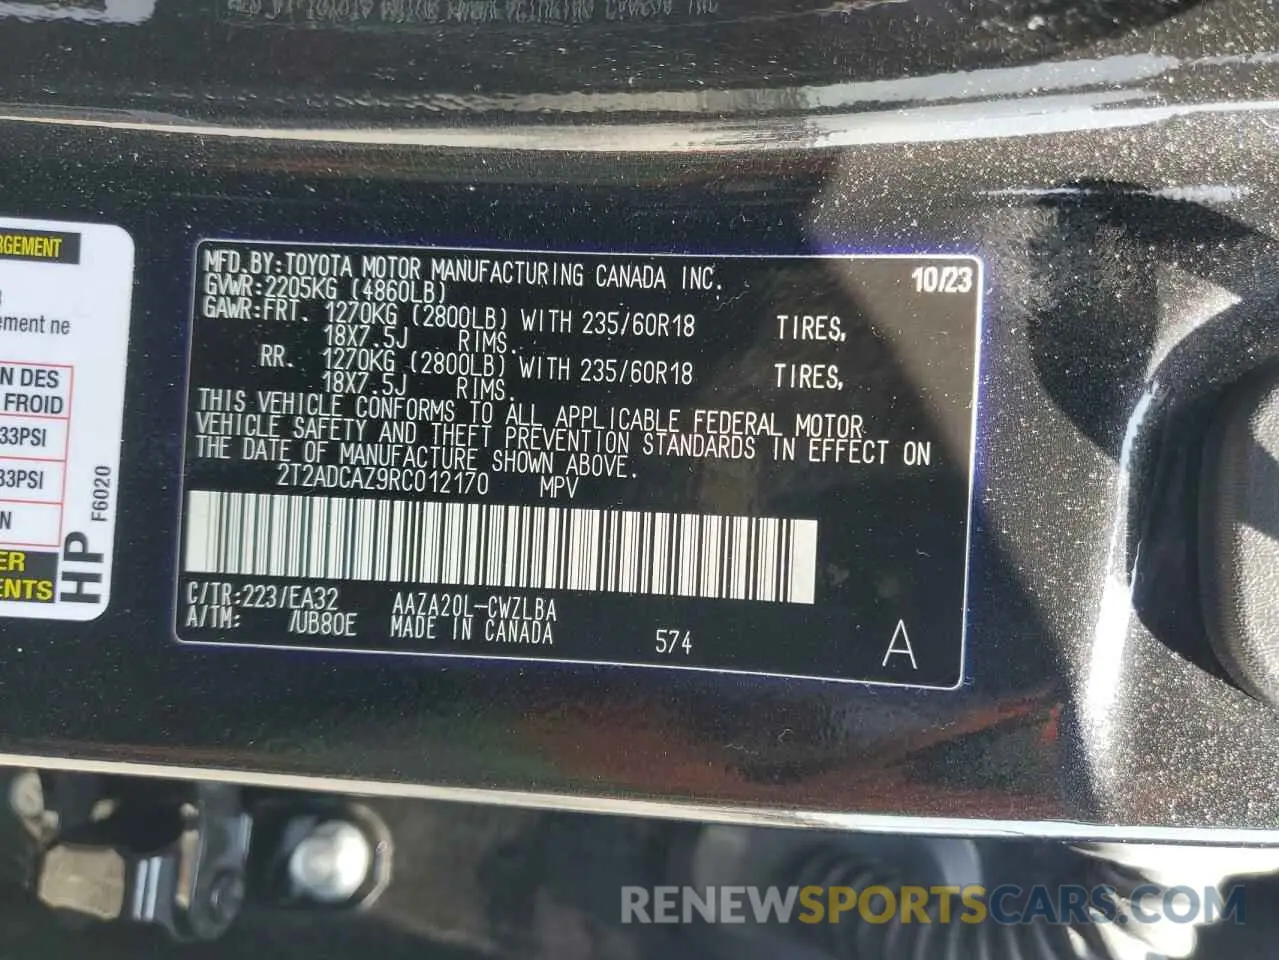 RGEMENT
ement ne
N DES
FROID
33PSI
33PSI
N
ER
ENTS
HP
F6020
MFD.BY:TOYOTA MOTOR MANUFACTURING CANADA INC. 10/23
GVWR:2205KG (4860LB)
GAWR:FRT. 1270KG (2800LB) WITH 235/60R18 TIRES,
18X7.5J RIMS.
RR. 1270KG (2800LB) WITH 235/60R18 TIRES,
18X7.5J RIMS.
THIS VEHICLE CONFORMS TO ALL APPLICABLE FEDERAL MOTOR
VEHICLE SAFETY AND THEFT PREVENTION STANDARDS IN EFFECT ON
THE DATE OF MANUFACTURE SHOWN ABOVE.
2T2ADCAZ9RC012170 MPV
C/TR:223/EA32 AAZA20L-CWZLBA
A/TM: /UB80E MADE IN CANADA 574 A
RENEWSPORTSCARS.COM